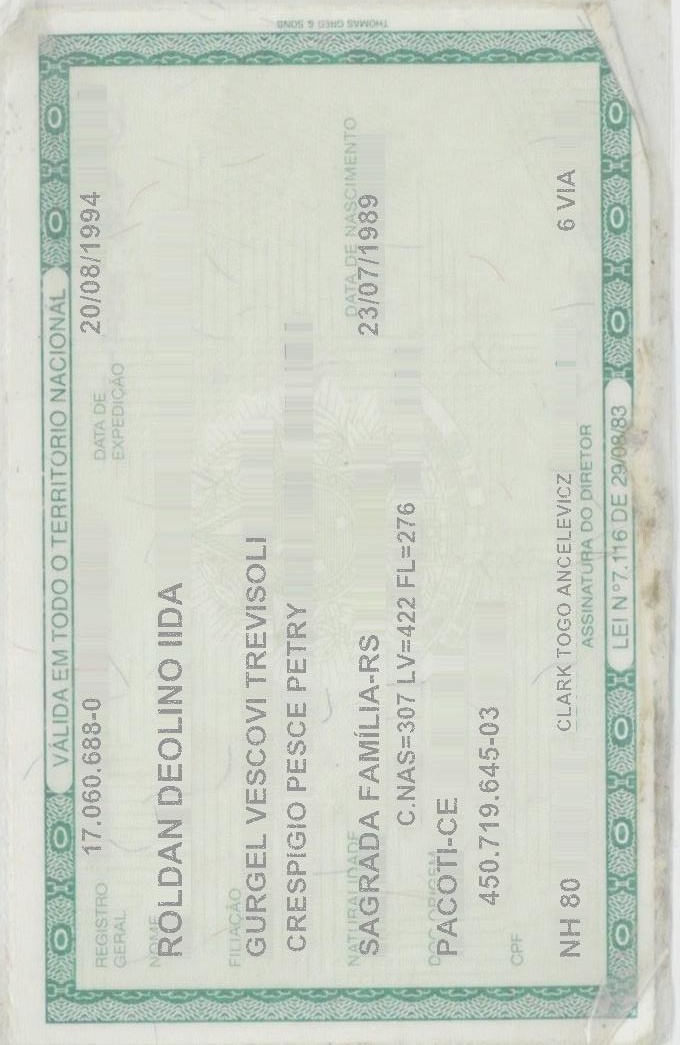 VÁLIDA EM TODO O TERRITÓRIO NACIONAL
REGISTRO GERAL 17.060.688-0 DATA DE EXPEDIÇÃO 20/08/1994
NOME
ROLDAN DEOLINO IIDA
FILIAÇÃO
GURGEL VESCOVI TREVISOLI
CRESPÍGIO PESCE PETRY
NATURALIDADE DATA DE NASCIMENTO
SAGRADA FAMÍLIA-RS 23/07/1989
C.NAS=307 LV=422 FL=276
DOC ORIGEM
PACOTI-CE
450.719.645-03
CPF
CLARK TOGO ANCELEVICZ
NH 80 6 VIA
ASSINATURA DO DIRETOR
LEI Nº 7.116 DE 29/08/83
THOMAS GREG & SONS